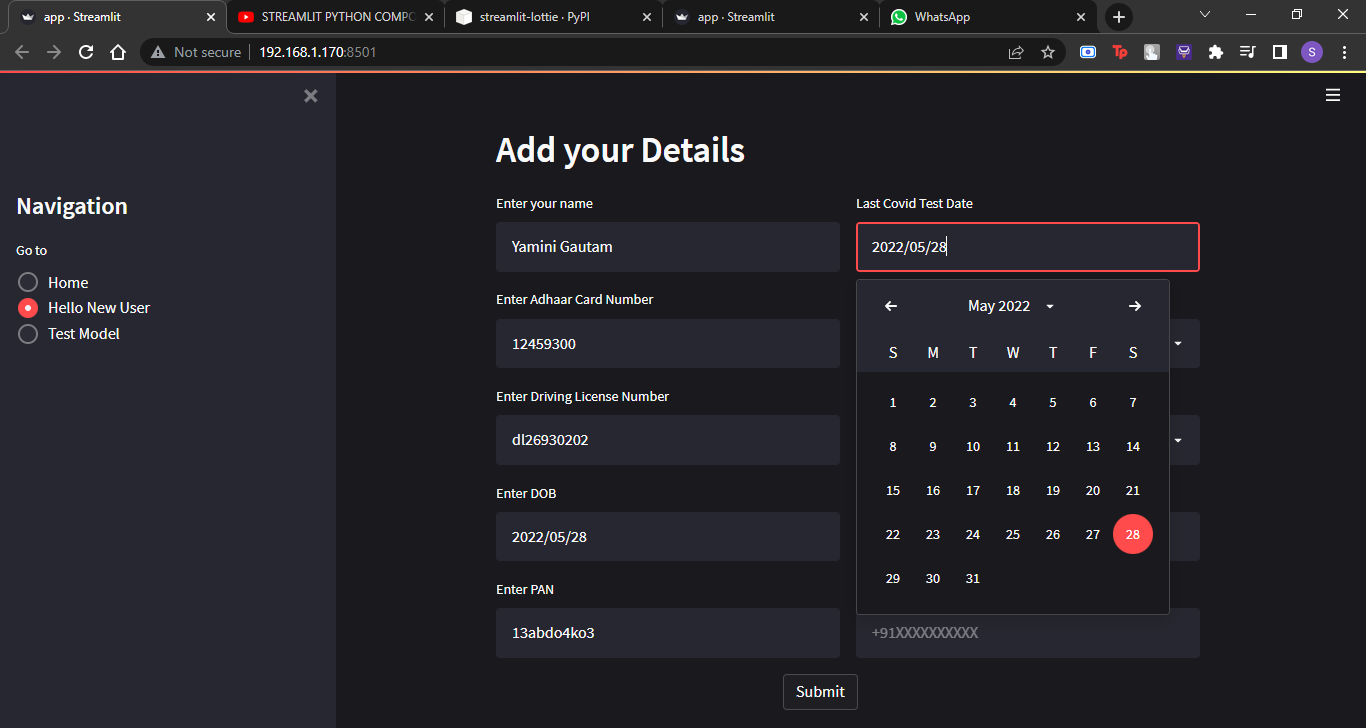 app · Streamlit
STREAMLIT PYTHON COMPO
streamlit-lottie · PyPI
app · Streamlit
WhatsApp
Not secure
192.168.1.170:8501
Tp
S
Navigation
Go to
Home
Hello New User
Test Model
Add your Details
Enter your name
Yamini Gautam
Enter Adhaar Card Number
12459300
Enter Driving License Number
dl26930202
Enter DOB
2022/05/28
Enter PAN
13abdo4ko3
Last Covid Test Date
2022/05/28
May 2022
S M T W T F S
1 2 3 4 5 6 7
8 9 10 11 12 13 14
15 16 17 18 19 20 21
22 23 24 25 26 27 28
29 30 31
+91XXXXXXXXXX
Submit